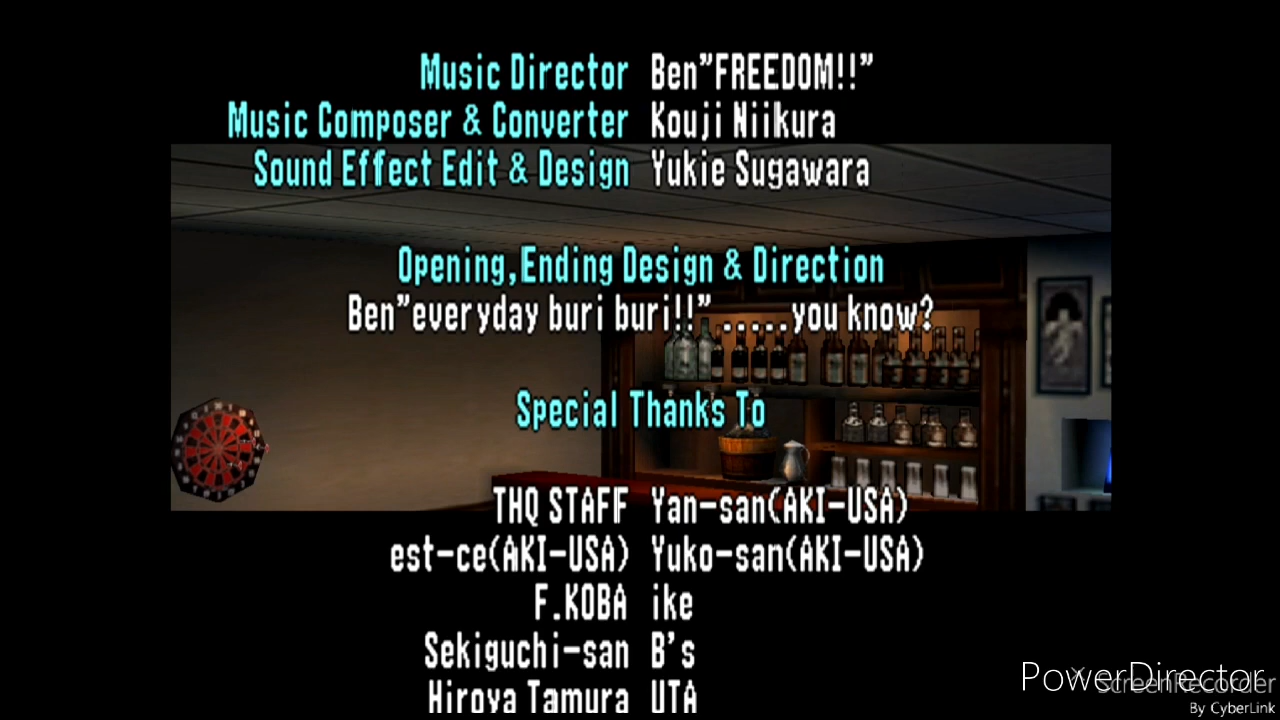 Music Director Ben"FREEDOM!!"
Music Composer & Converter Kouji Niikura
Sound Effect Edit & Design Yukie Sugawara
Opening,Ending Design & Direction
Ben"everyday buri buri!!" .....you know?
Special Thanks To
THQ STAFF Yan-san(AKI-USA)
est-ce(AKI-USA) Yuko-san(AKI-USA)
F.KOBA ike
Sekiguchi-san B's
Hiroya Tamura UTA
PowerDirector
ScreenRecorder
By CyberLink